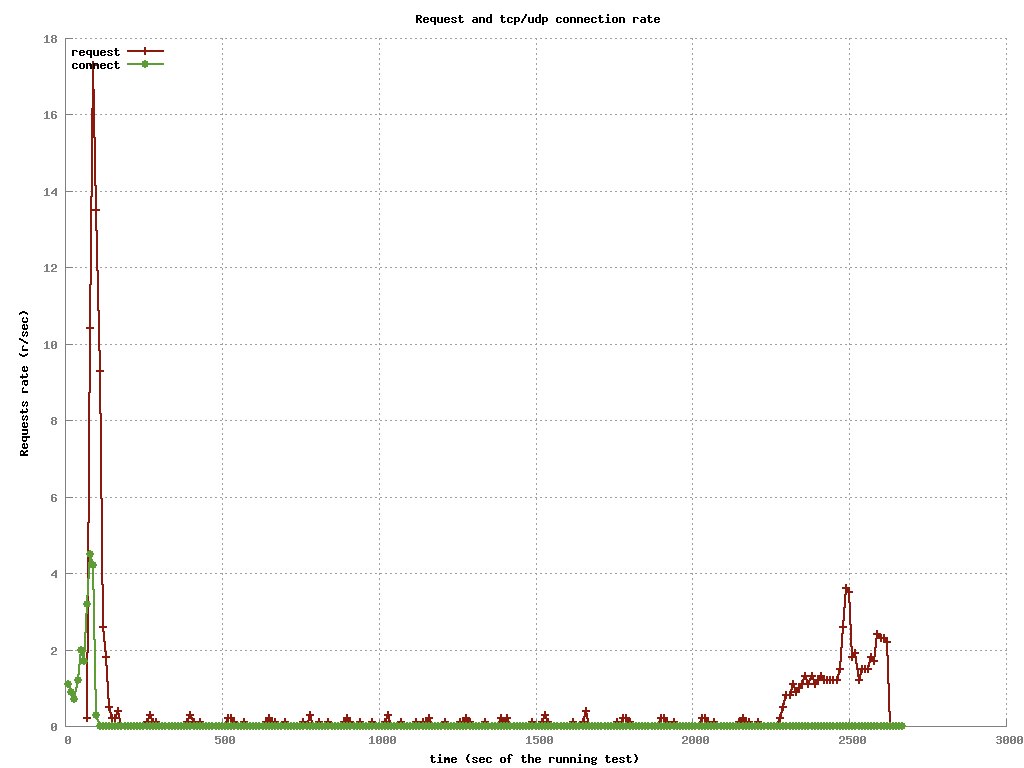 Request and tcp/udp connection rate
18
request
connect
16
14
12
10
8
6
4
2
0
Requests rate (r/sec)
0 500 1000 1500 2000 2500 3000
time (sec of the running test)